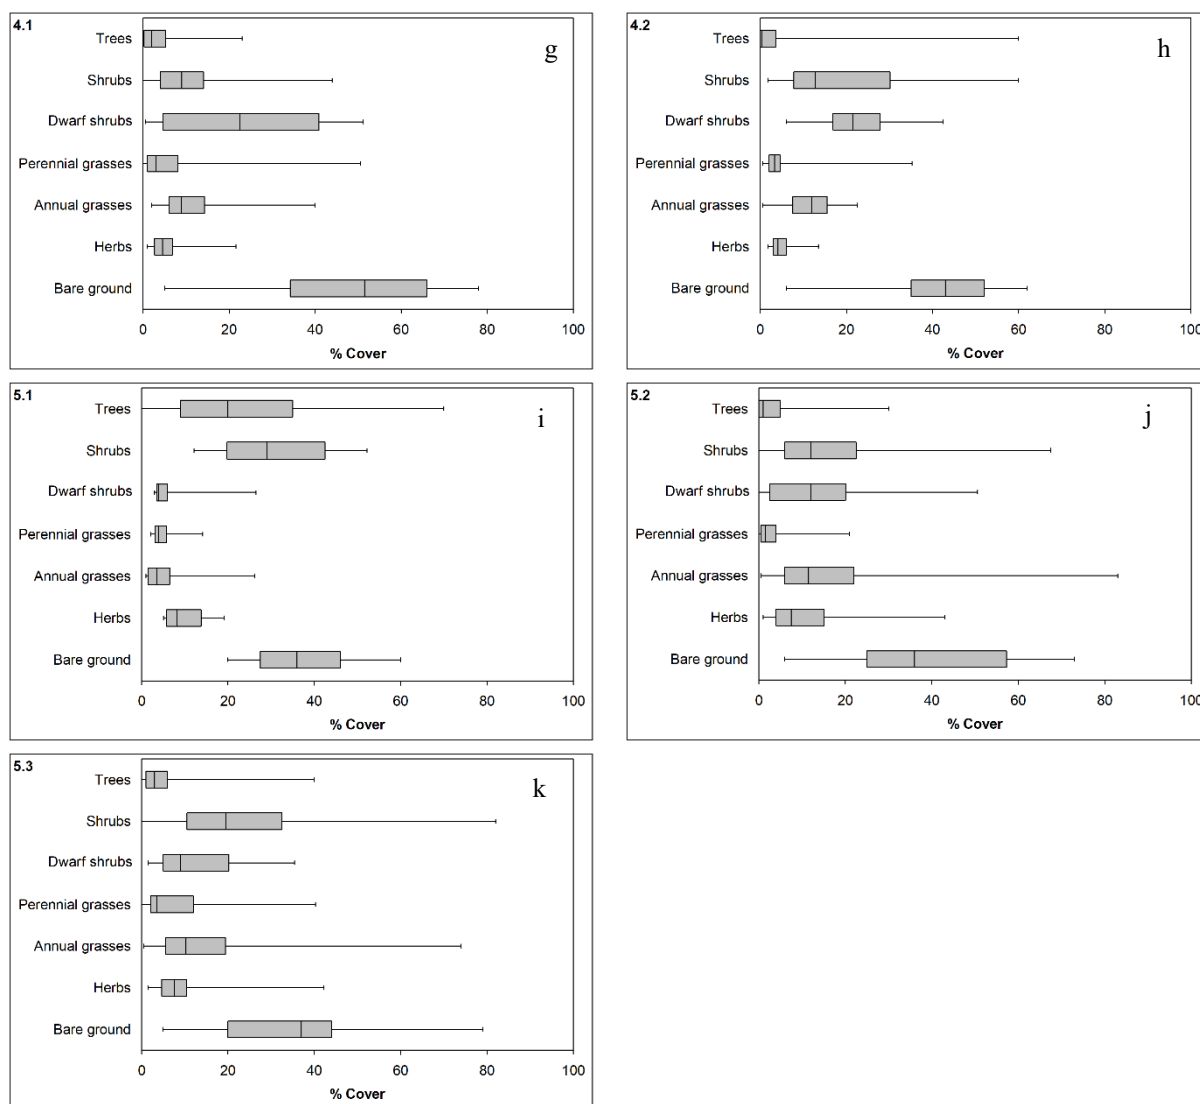 4.1
g
Trees
Shrubs
Dwarf shrubs
Perennial grasses
Annual grasses
Herbs
Bare ground
0 20 40 60 80 100
% Cover
4.2
h
Trees
Shrubs
Dwarf shrubs
Perennial grasses
Annual grasses
Herbs
Bare ground
0 20 40 60 80 100
% Cover
5.1
i
Trees
Shrubs
Dwarf shrubs
Perennial grasses
Annual grasses
Herbs
Bare ground
0 20 40 60 80 100
% Cover
5.2
j
Trees
Shrubs
Dwarf shrubs
Perennial grasses
Annual grasses
Herbs
Bare ground
0 20 40 60 80 100
% Cover
5.3
k
Trees
Shrubs
Dwarf shrubs
Perennial grasses
Annual grasses
Herbs
Bare ground
0 20 40 60 80 100
% Cover